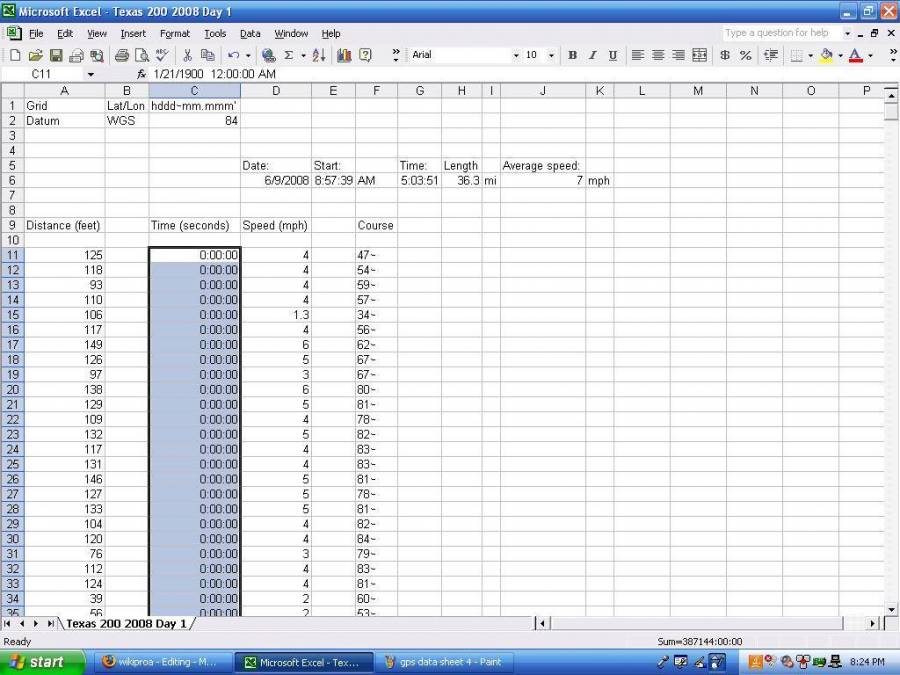 Microsoft Excel - Texas 200 2008 Day 1
File Edit View Insert Format Tools Data Window Help Type a question for help
Arial 10 B I U $ %
C11 fx 1/21/1900 12:00:00 AM
A B C D E F G H I J K L M N O P
1 Grid Lat/Lon hddd~mm.mmm'
2 Datum WGS 84
3
4
5 Date: Start: Time: Length Average speed:
6 6/9/2008 8:57:39 AM 5:03:51 36.3 mi 7 mph
7
8
9 Distance (feet) Time (seconds) Speed (mph) Course
10
11 125 0:00:00 4 47~
12 118 0:00:00 4 54~
13 93 0:00:00 4 59~
14 110 0:00:00 4 57~
15 106 0:00:00 1.3 34~
16 117 0:00:00 4 56~
17 149 0:00:00 6 62~
18 126 0:00:00 5 67~
19 97 0:00:00 3 67~
20 138 0:00:00 6 80~
21 129 0:00:00 5 81~
22 109 0:00:00 4 78~
23 132 0:00:00 5 82~
24 117 0:00:00 4 83~
25 131 0:00:00 4 83~
26 146 0:00:00 5 81~
27 127 0:00:00 5 78~
28 133 0:00:00 5 81~
29 104 0:00:00 4 82~
30 120 0:00:00 4 84~
31 76 0:00:00 3 79~
32 112 0:00:00 4 83~
33 124 0:00:00 4 81~
34 39 0:00:00 2 60~
35 56 0:00:00 2 53~
Texas 200 2008 Day 1
Ready Sum=387144:00:00
start wikiproa - Editing - M... Microsoft Excel - Tex... gps data sheet 4 - Paint 8:24 PM